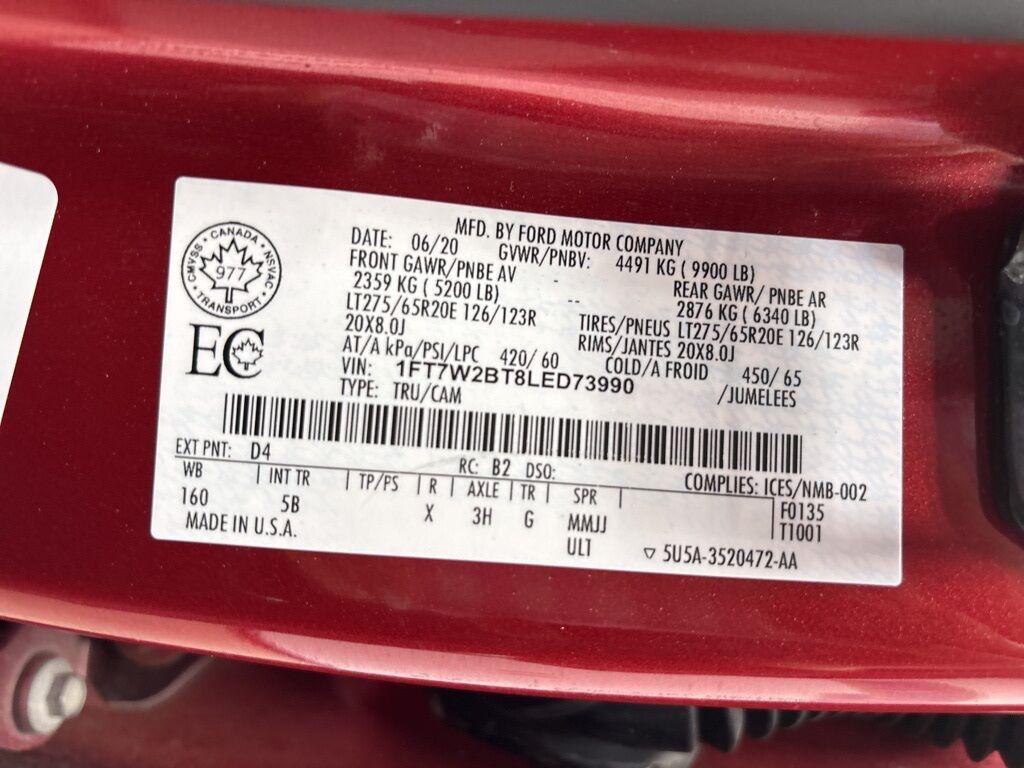 CMVSS • CANADA • NSVAC
977
TRANSPORT
EC
MFD. BY FORD MOTOR COMPANY
DATE: 06/20 GVWR/PNBV: 4491 KG ( 9900 LB)
FRONT GAWR/PNBE AV -- REAR GAWR/ PNBE AR
2359 KG ( 5200 LB) -- 2876 KG ( 6340 LB)
LT275/65R20E 126/123R TIRES/PNEUS LT275/65R20E 126/123R
20X8.0J RIMS/JANTES 20X8.0J
AT/A kPa/PSI/LPC 420/ 60 COLD/A FROID 450/ 65
VIN: 1FT7W2BT8LED73990 /JUMELEES
TYPE: TRU/CAM
EXT PNT: D4 RC: B2 DSO: COMPLIES: ICES/NMB-002
WB INT TR TP/PS R AXLE TR SPR F0135
160 5B X 3H G MMJJ T1001
MADE IN U.S.A. ULT ▽ 5U5A-3520472-AA